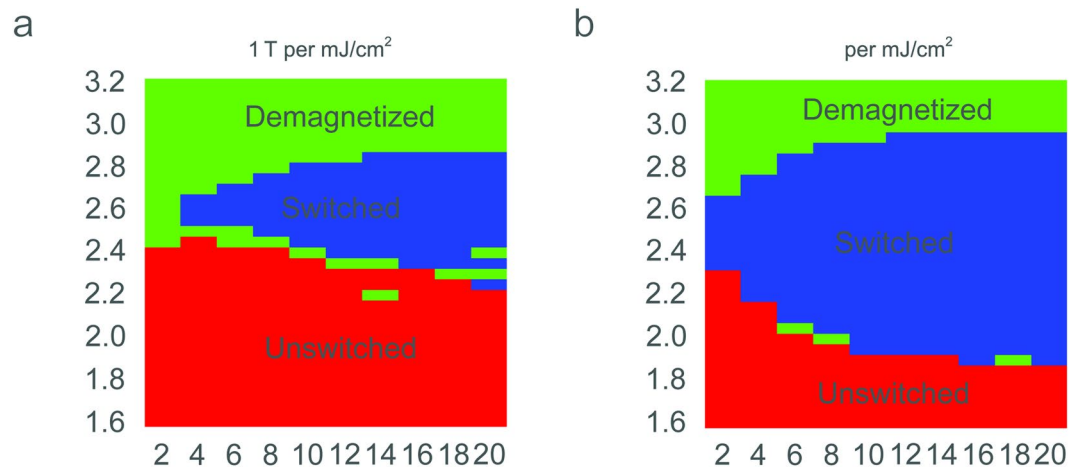 a
1 T per mJ/cm²
3.2
3.0
2.8
2.6
2.4
2.2
2.0
1.8
1.6
Demagnetized
Switched
Unswitched
2 4 6 8 10 12 14 16 18 20
b
per mJ/cm²
3.2
3.0
2.8
2.6
2.4
2.2
2.0
1.8
1.6
Demagnetized
Switched
Unswitched
2 4 6 8 10 12 14 16 18 20